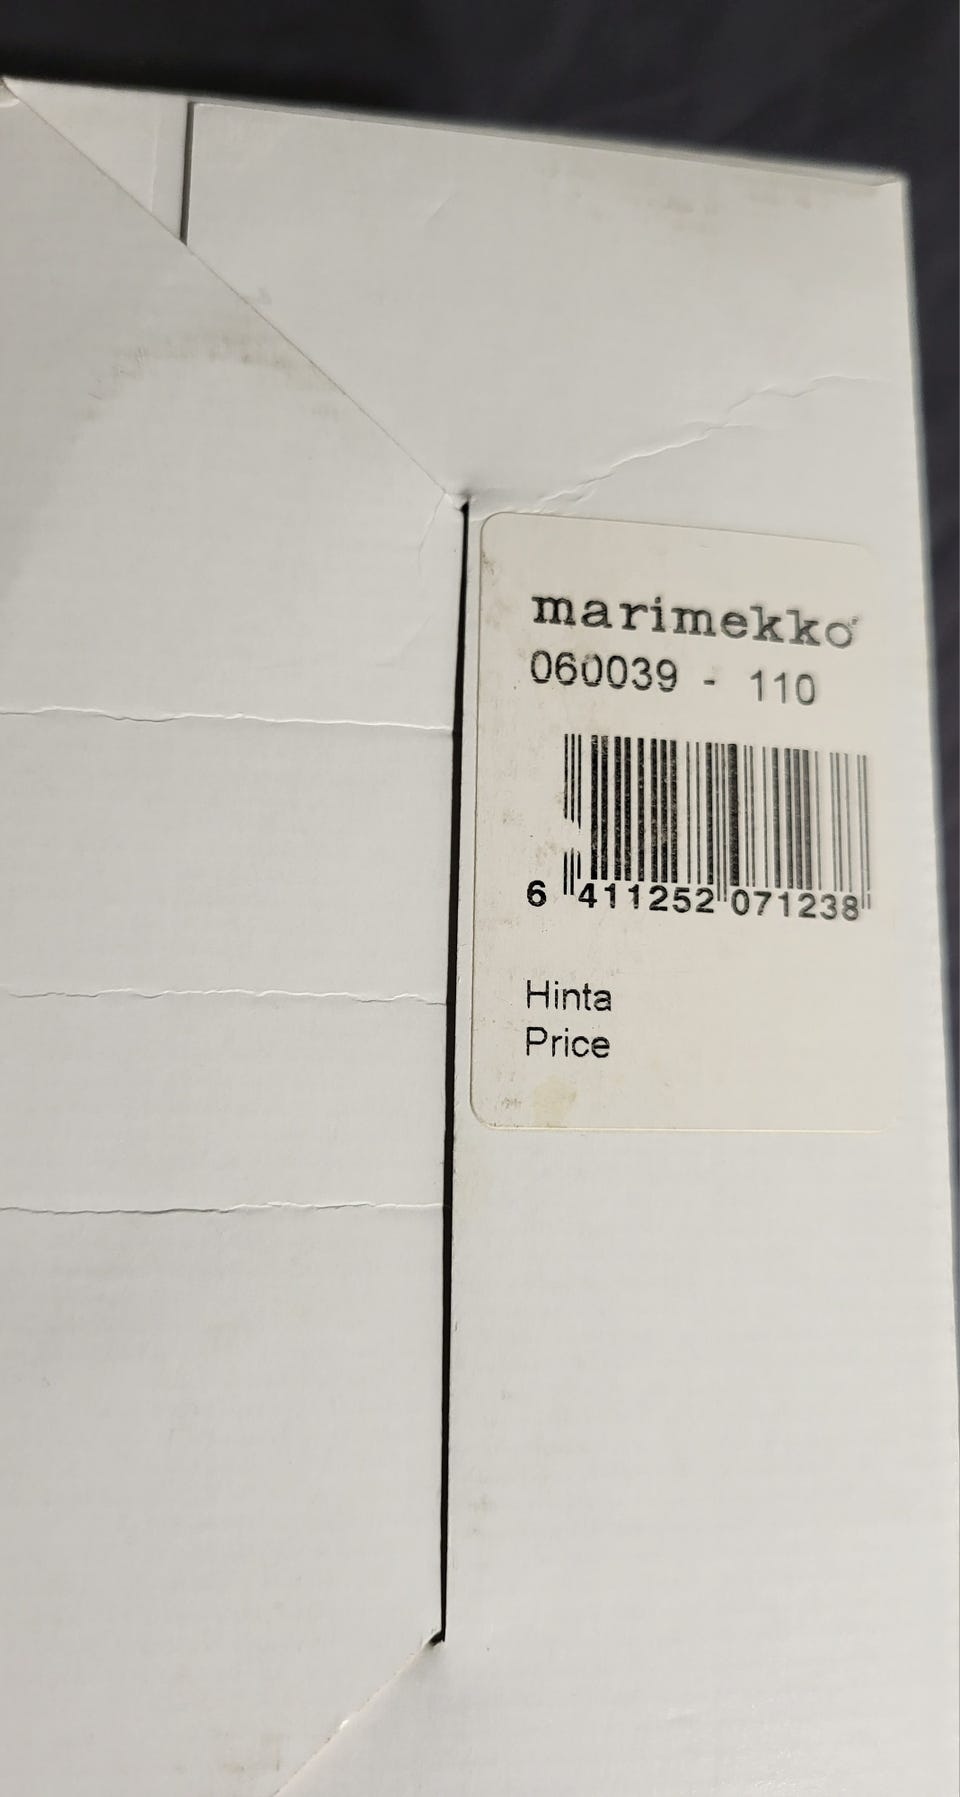 marimekko®
060039 - 110
6 411252 071238
Hinta
Price